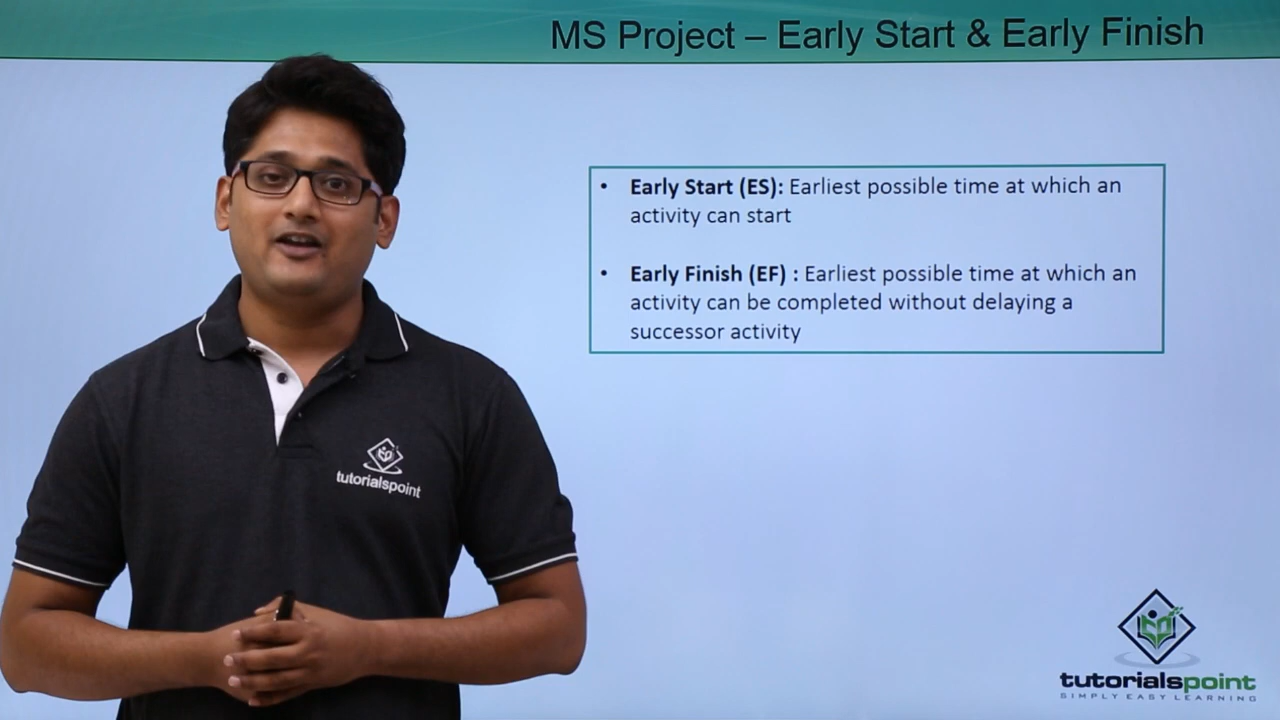 MS Project – Early Start & Early Finish
• Early Start (ES): Earliest possible time at which an
activity can start
• Early Finish (EF) : Earliest possible time at which an
activity can be completed without delaying a
successor activity
tutorialspoint
tutorialspoint
SIMPLY EASY LEARNING